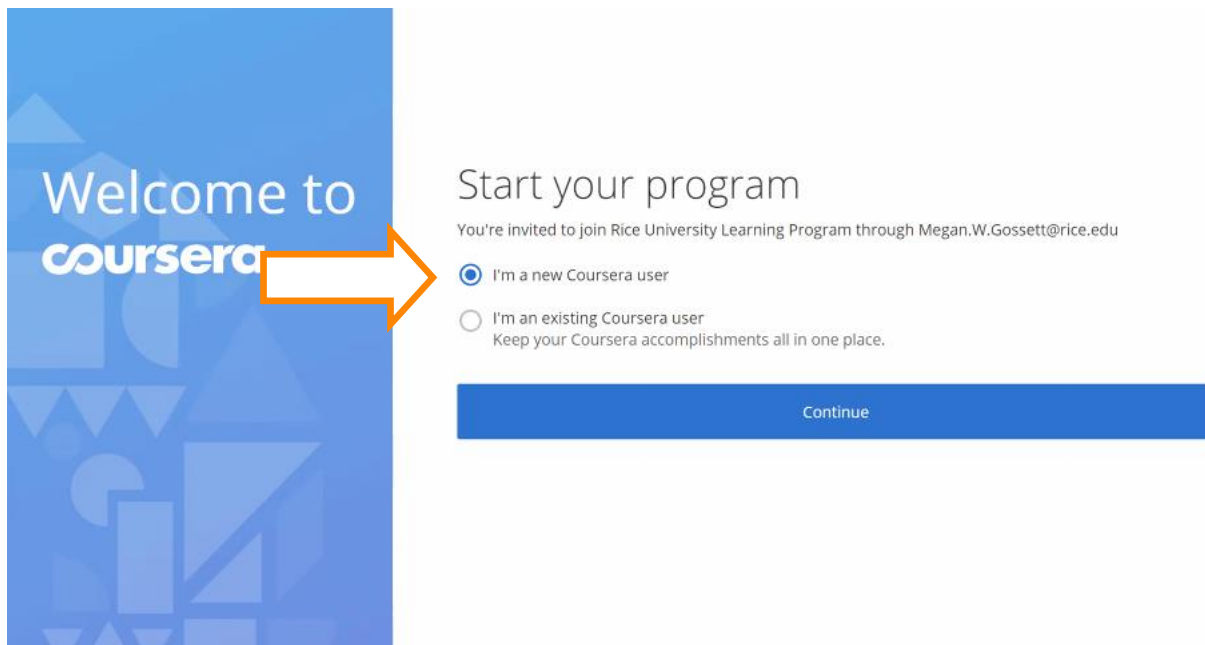 Welcome to
coursera
Start your program
You're invited to join Rice University Learning Program through Megan.W.Gossett@rice.edu
I'm a new Coursera user
I'm an existing Coursera user
Keep your Coursera accomplishments all in one place.
Continue